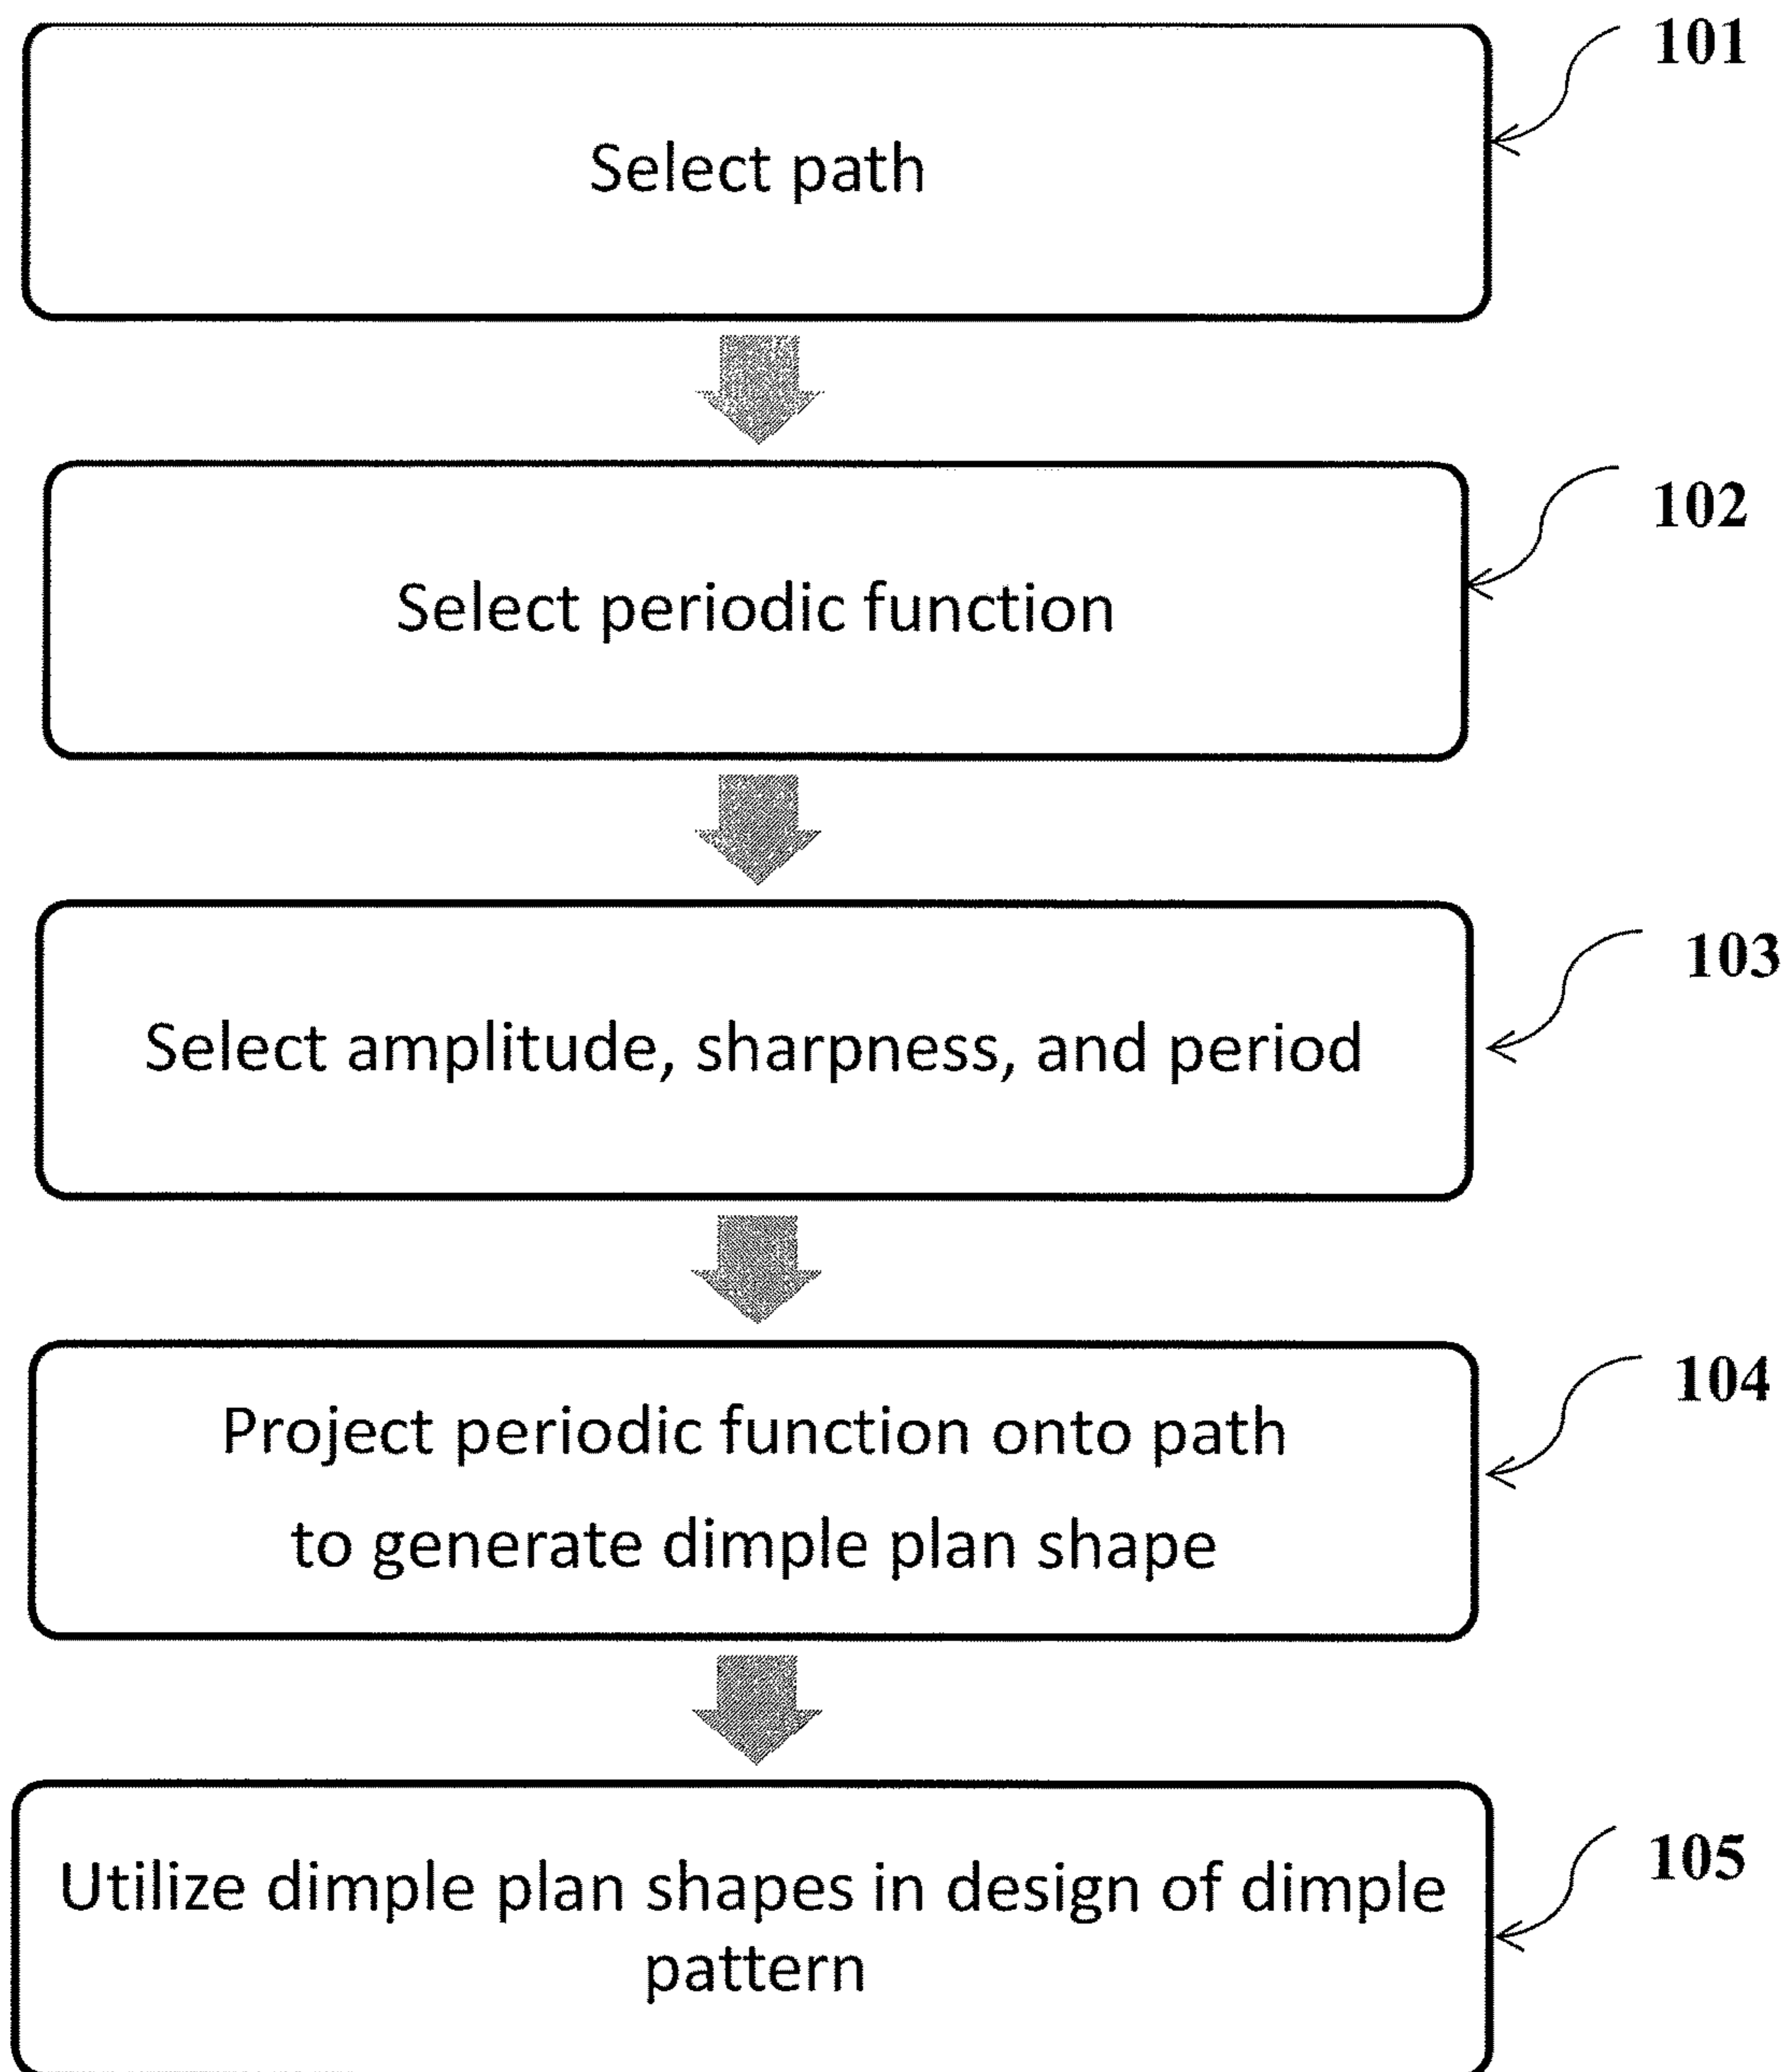 101
Select path
102
Select periodic function
103
Select amplitude, sharpness, and period
104
Project periodic function onto path
to generate dimple plan shape
105
Utilize dimple plan shapes in design of dimple
pattern